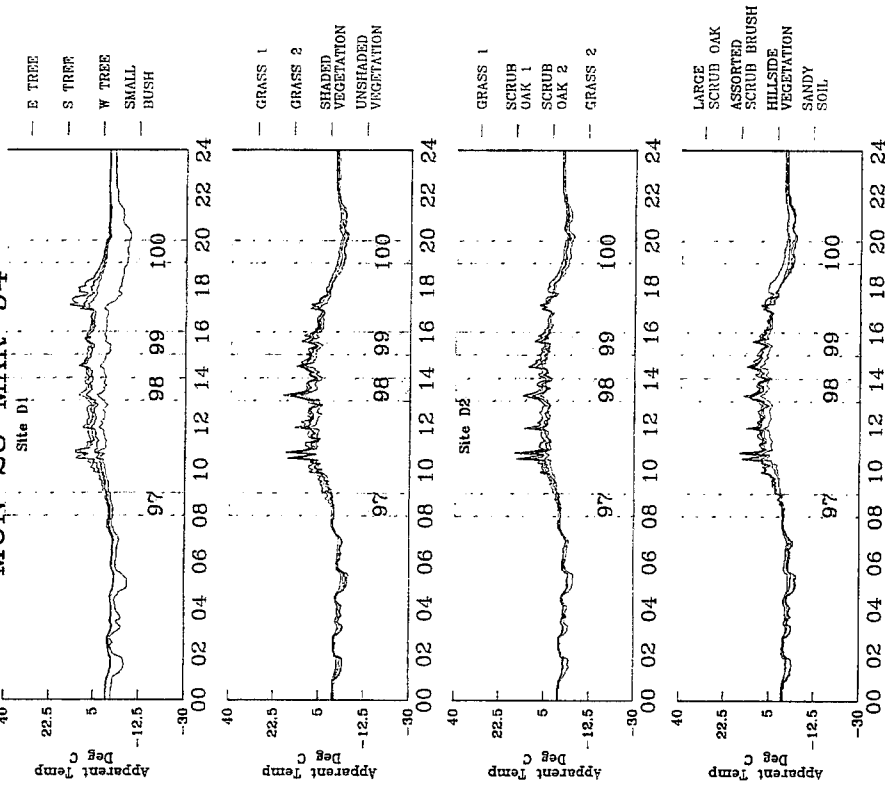 Site D1
40
22.5
5
-12.5
-30
Apparent Temp
Deg C
00 02 04 06 08 10 12 14 16 18 20 22 24
97 98 99 100
E TREE
S TREE
W TREE
SMALL
BUSH
40
22.5
5
-12.5
-30
Apparent Temp
Deg C
00 02 04 06 08 10 12 14 16 18 20 22 24
97 98 99 100
GRASS 1
GRASS 2
SHADED
VEGETATION
UNSHADED
VEGETATION
Site D2
40
22.5
5
-12.5
-30
Apparent Temp
Deg C
00 02 04 06 08 10 12 14 16 18 20 22 24
97 98 99 100
GRASS 1
SCRUB
OAK 1
SCRUB
OAK 2
GRASS 2
40
22.5
5
-12.5
-30
Apparent Temp
Deg C
00 02 04 06 08 10 12 14 16 18 20 22 24
97 98 99 100
LARGE
SCRUB OAK
ASSORTED
SCRUB BRUSH
HILLSIDE
VEGETATION
SANDY
SOIL